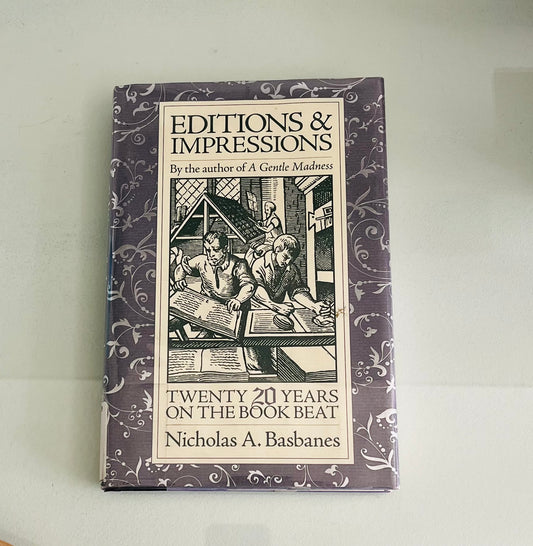 EDITIONS &
IMPRESSIONS
By the author of A Gentle Madness
TWENTY 20 YEARS
ON THE BOOK BEAT
Nicholas A. Basbanes